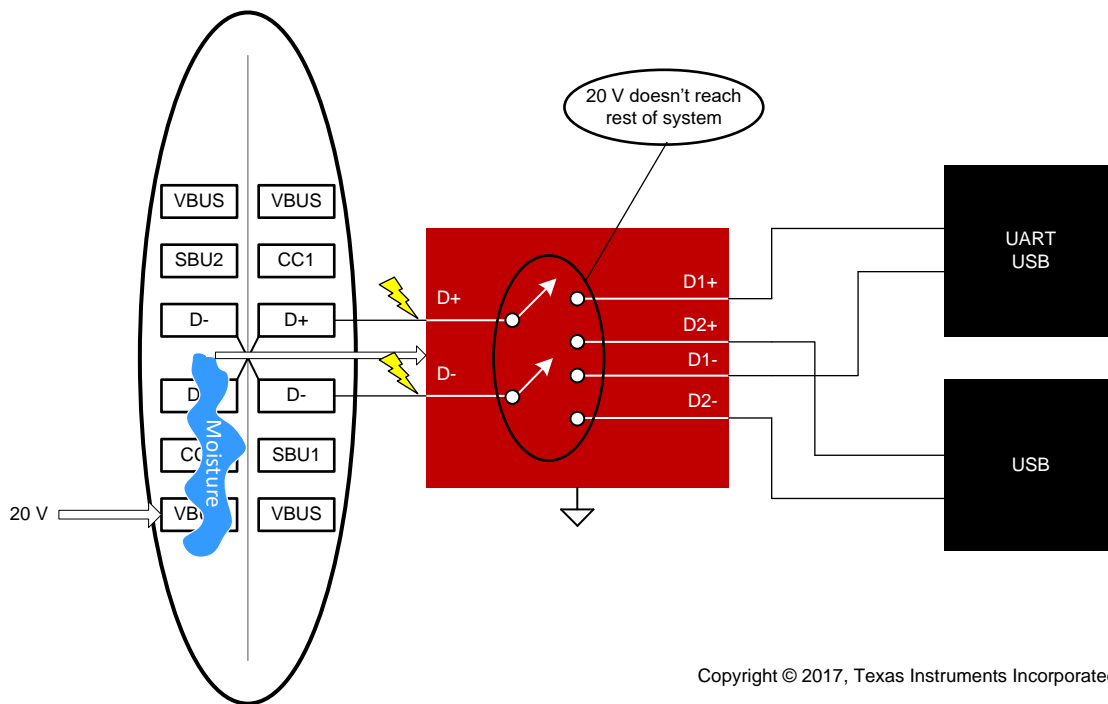 20 V doesn't reach
rest of system
VBUS
VBUS
SBU2
CC1
D-
D+
D-
CC
SBU1
VBUS
Moisture
20 V
D+
D-
D1+
D2+
D1-
D2-
UART
USB
USB
Copyright © 2017, Texas Instruments Incorporated